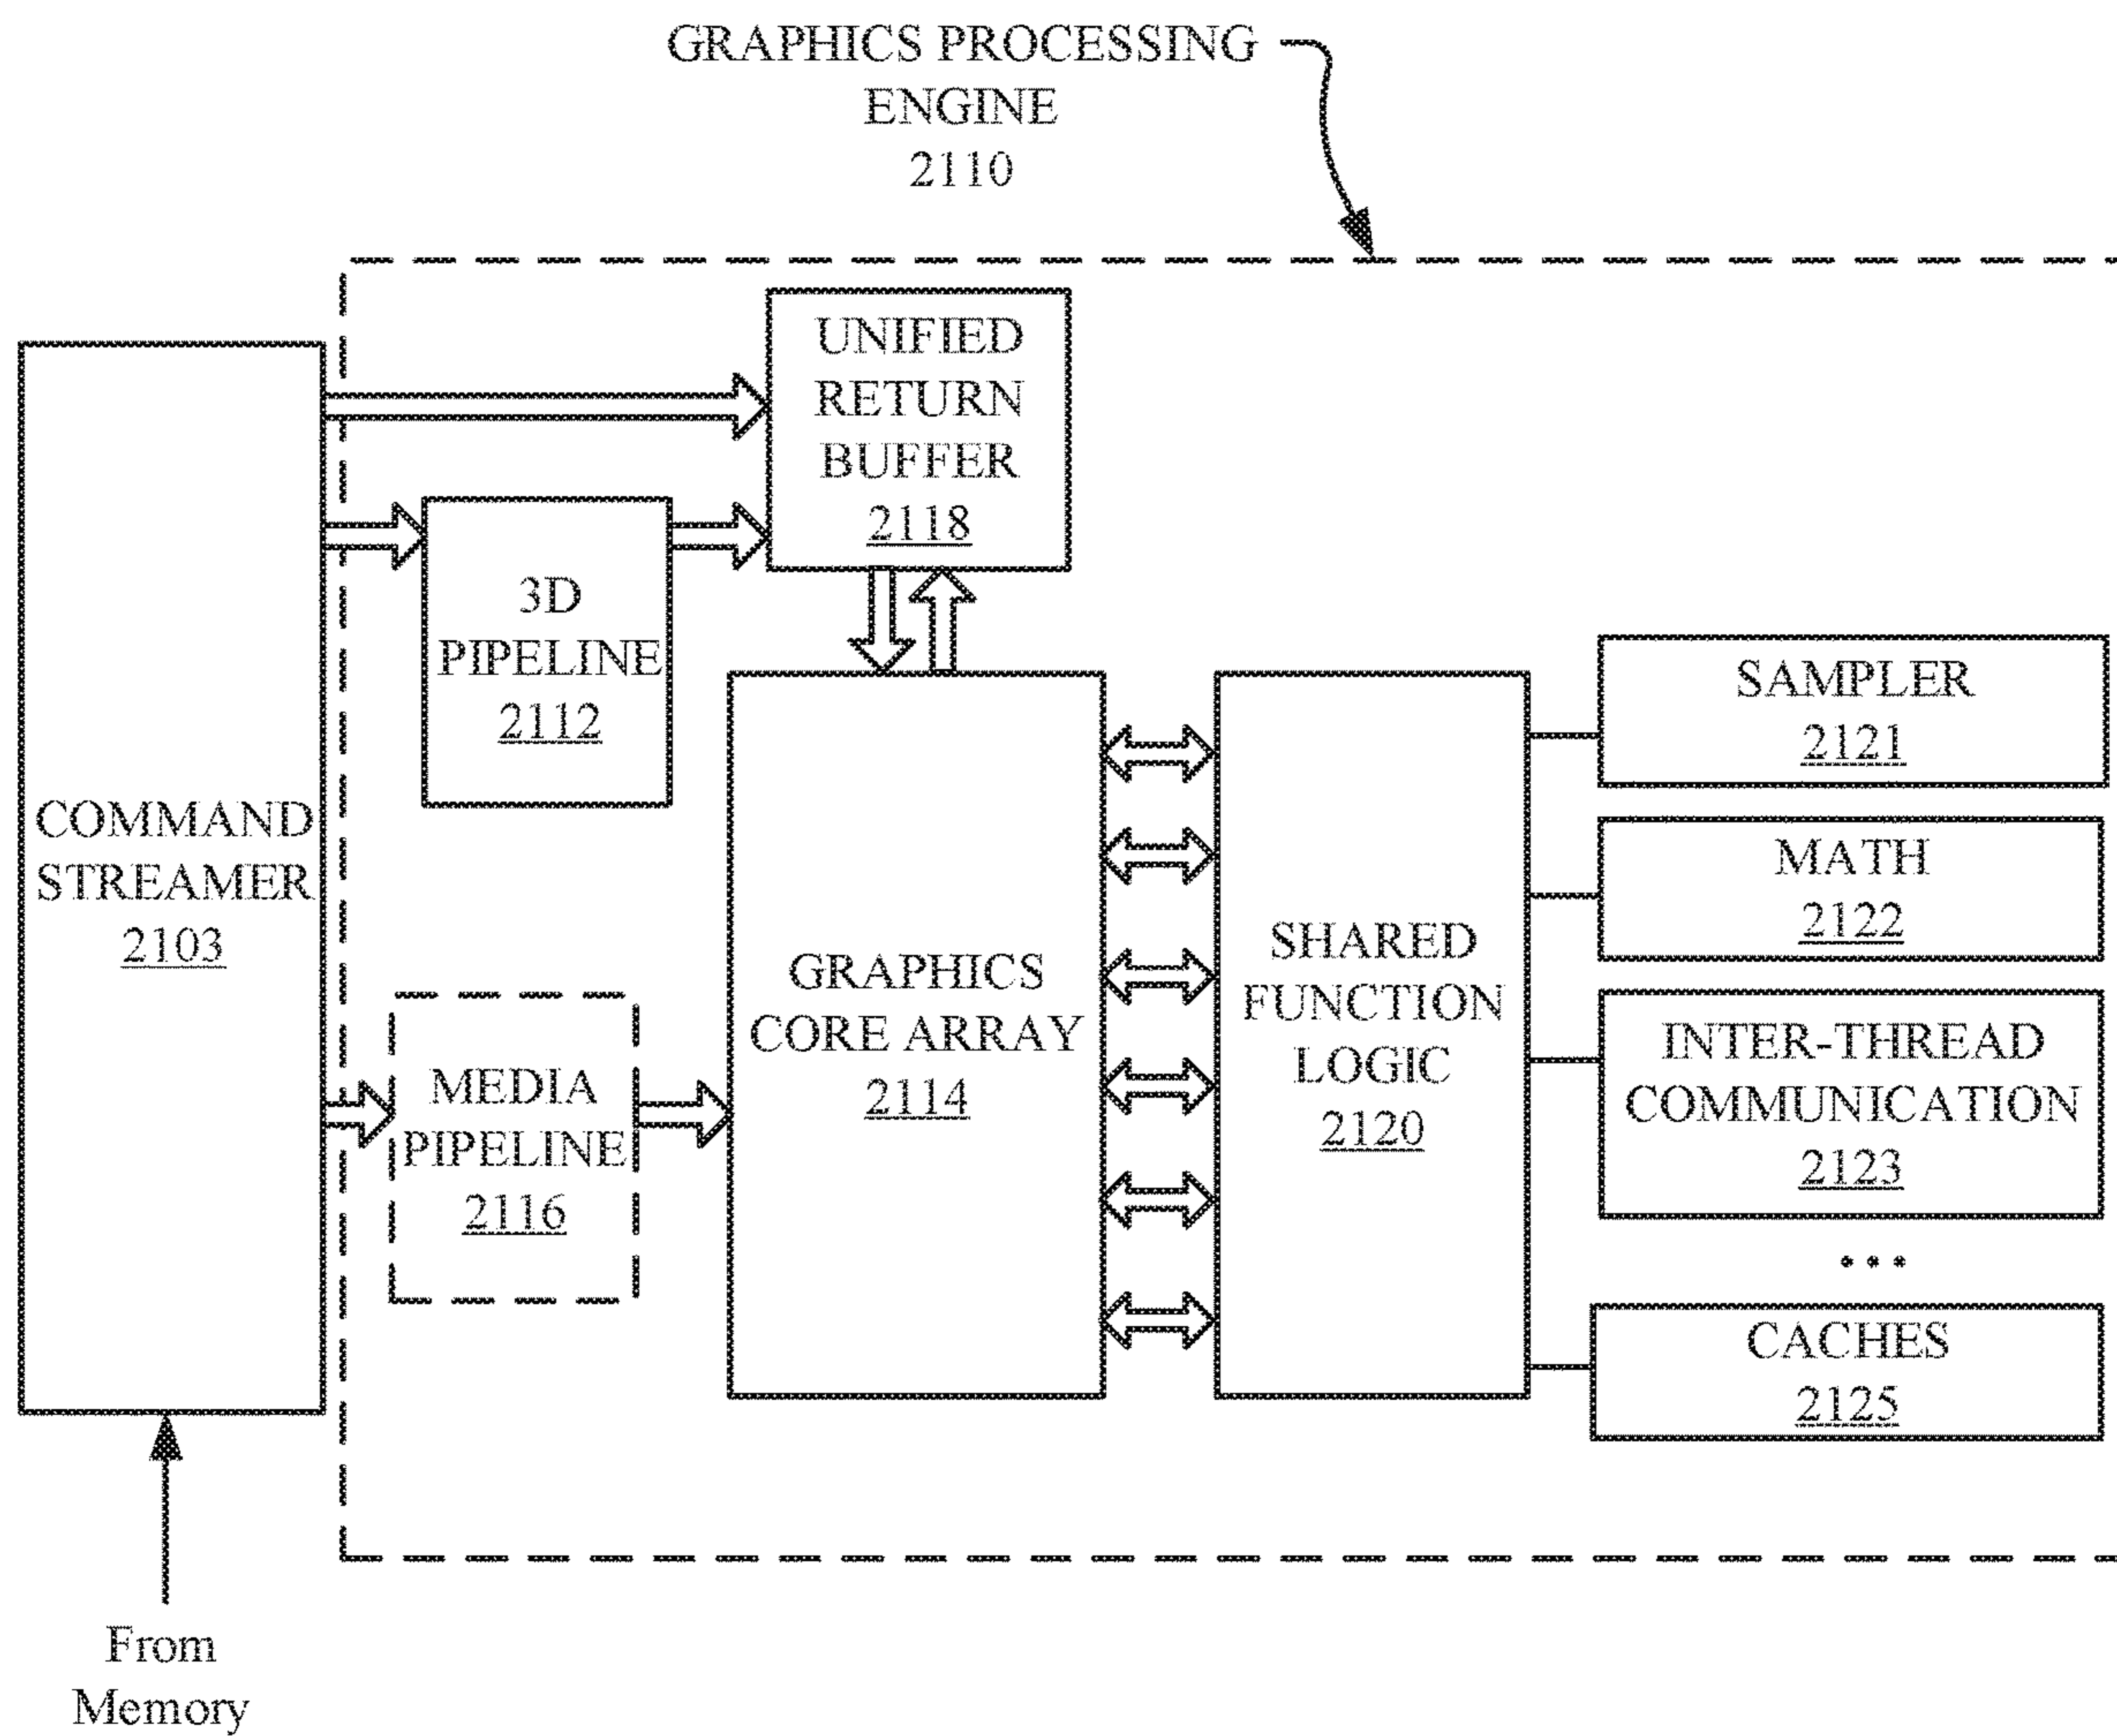 GRAPHICS PROCESSING
ENGINE
2110
UNIFIED
RETURN
BUFFER
2118
3D
PIPELINE
2112
COMMAND
STREAMER
2103
MEDIA
PIPELINE
2116
GRAPHICS
CORE ARRAY
2114
SHARED
FUNCTION
LOGIC
2120
SAMPLER
2121
MATH
2122
INTER-THREAD
COMMUNICATION
2123
...
CACHES
2125
From
Memory